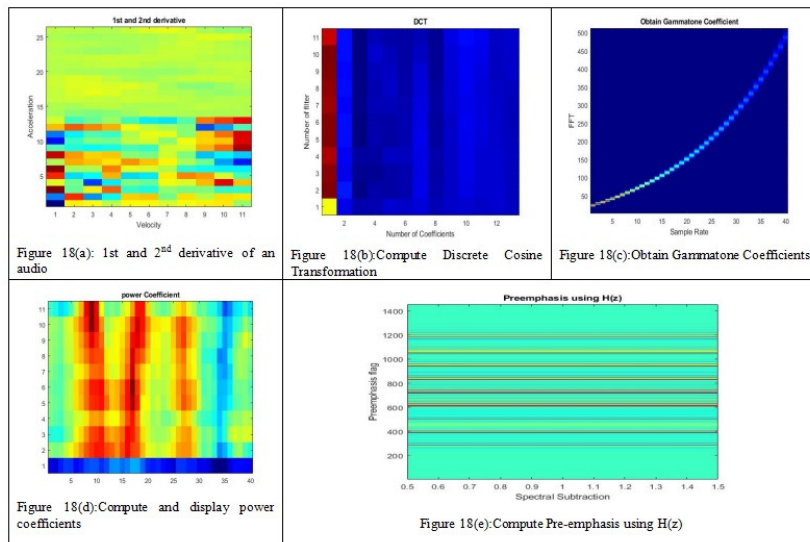 1st and 2nd derivative
25
20
15
10
5
Acceleration
1 2 3 4 5 6 7 8 9 10 11
Velocity
Figure 18(a): 1st and 2nd derivative of an
audio
DCT
11
10
9
8
7
6
5
4
3
2
1
Number of filter
2 4 6 8 10 12
Number of Coefficients
Figure 18(b):Compute Discrete Cosine
Transformation
Obtain Gammatone Coefficient
500
450
400
350
300
250
200
150
100
50
FFT
5 10 15 20 25 30 35 40
Sample Rate
Figure 18(c):Obtain Gammatone Coefficients
power Coefficient
11
10
9
8
7
6
5
4
3
2
1
5 10 15 20 25 30 35 40
Figure 18(d):Compute and display power
coefficients
Preemphasis using H(z)
1400
1200
1000
800
600
400
200
Preemphasis flag
0.5 0.6 0.7 0.8 0.9 1 1.1 1.2 1.3 1.4 1.5
Spectral Subtraction
Figure 18(e):Compute Pre-emphasis using H(z)